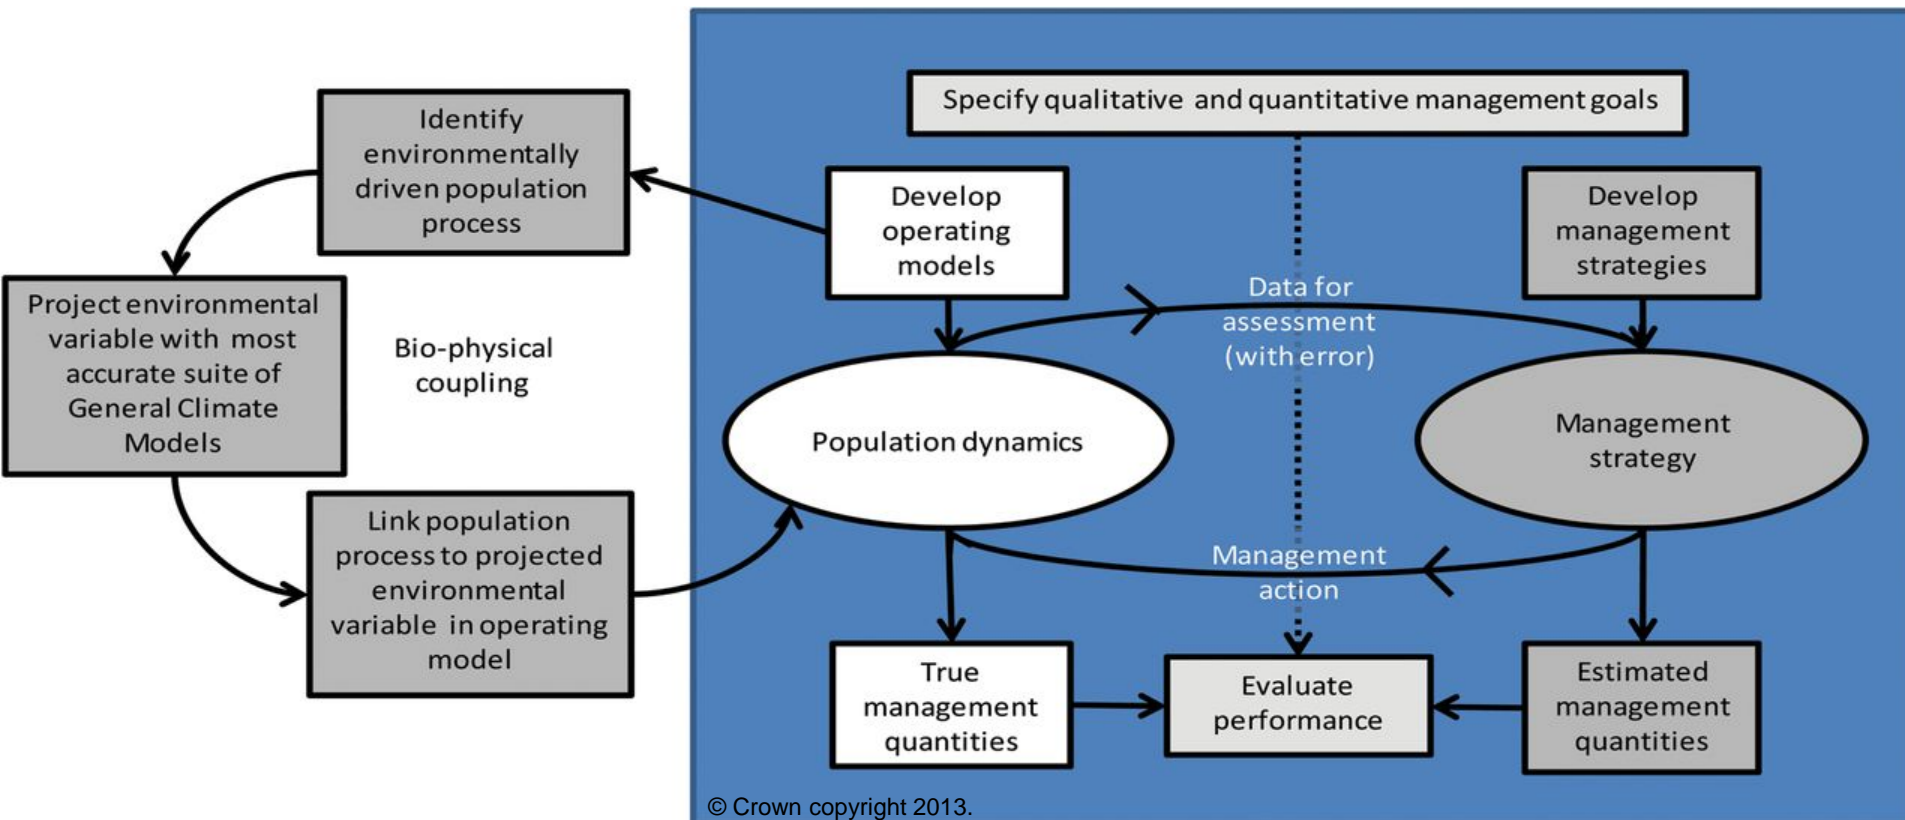 Specify qualitative and quantitative management goals
Identify
environmentally
driven population
process
Develop
operating
models
Develop
management
strategies
Project environmental
variable with most
accurate suite of
General Climate
Models
Bio-physical
coupling
Data for
assessment
(with error)
Population dynamics
Management
strategy
Link population
process to projected
environmental
variable in operating
model
Management
action
True
management
quantities
Evaluate
performance
Estimated
management
quantities
© Crown copyright 2013.